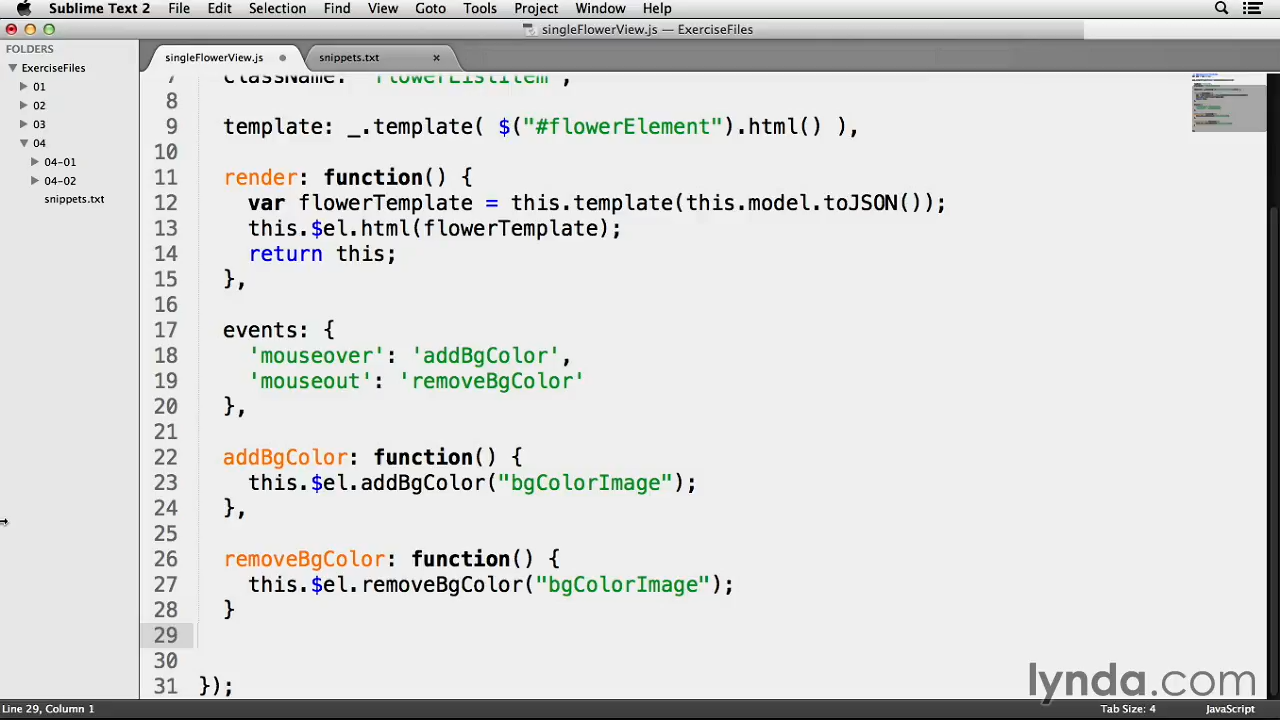 Sublime Text 2 File Edit Selection Find View Goto Tools Project Window Help
singleFlowerView.js — ExerciseFiles
FOLDERS
ExerciseFiles
01
02
03
04
04-01
04-02
snippets.txt
singleFlowerView.js snippets.txt ×
7 className: "flowerListItem",
8
9 template: _.template( $("#flowerElement").html() ),
10
11 render: function() {
12 var flowerTemplate = this.template(this.model.toJSON());
13 this.$el.html(flowerTemplate);
14 return this;
15 },
16
17 events: {
18 'mouseover': 'addBgColor',
19 'mouseout': 'removeBgColor'
20 },
21
22 addBgColor: function() {
23 this.$el.addBgColor("bgColorImage");
24 },
25
26 removeBgColor: function() {
27 this.$el.removeBgColor("bgColorImage");
28 }
29
30
31 });
lynda.com
Line 29, Column 1 Tab Size: 4 JavaScript